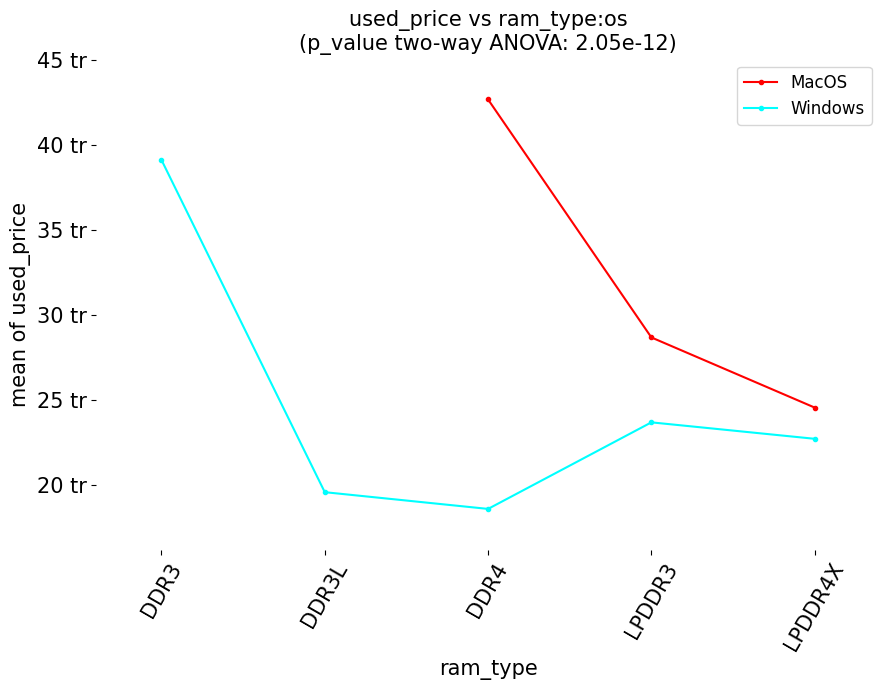 used_price vs ram_type:os
(p_value two-way ANOVA: 2.05e-12)
45 tr
40 tr
35 tr
30 tr
25 tr
20 tr
mean of used_price
MacOS
Windows
DDR3
DDR3L
DDR4
LPDDR3
LPDDR4X
ram_type